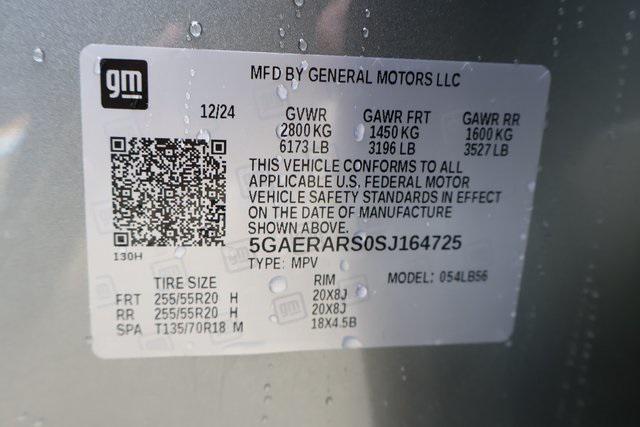 gm
MFD BY GENERAL MOTORS LLC
12/24 GVWR GAWR FRT GAWR RR
2800 KG 1450 KG 1600 KG
6173 LB 3196 LB 3527 LB
THIS VEHICLE CONFORMS TO ALL
APPLICABLE U.S. FEDERAL MOTOR
VEHICLE SAFETY STANDARDS IN EFFECT
ON THE DATE OF MANUFACTURE
SHOWN ABOVE.
130H
5GAERARS0SJ164725
TYPE: MPV MODEL: 054LB56
TIRE SIZE RIM
FRT 255/55R20 H 20X8J
RR 255/55R20 H 20X8J
SPA T135/70R18 M 18X4.5B